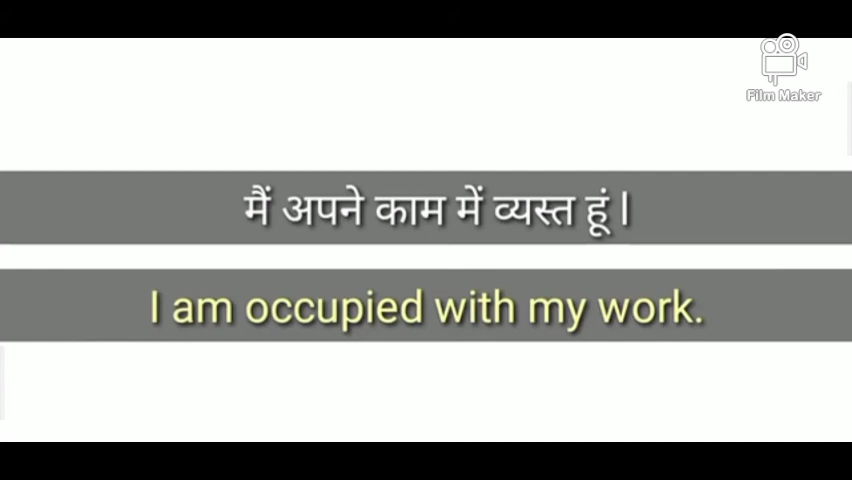 Film Maker
मैं अपने काम में व्यस्त हूं।
I am occupied with my work.